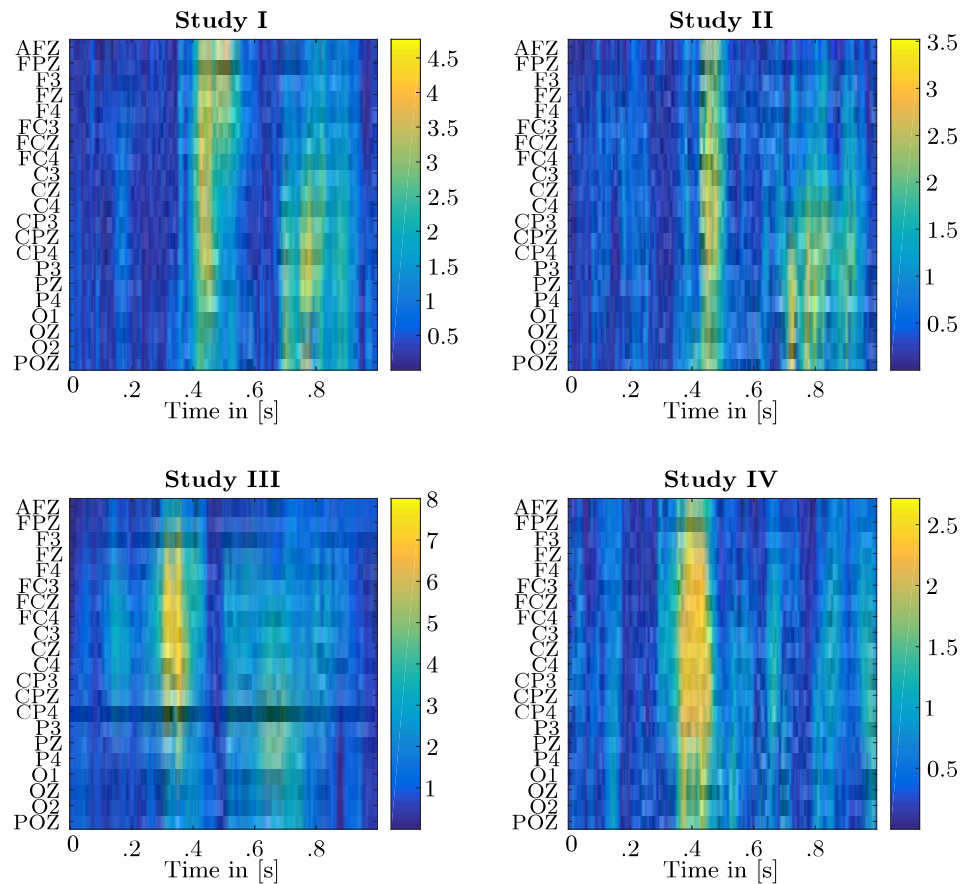 Study I
AFZ
FPZ
F3
FZ
F4
FC3
FCZ
FC4
C3
CZ
C4
CP3
CPZ
CP4
P3
PZ
P4
O1
OZ
O2
POZ
0 .2 .4 .6 .8
Time in [s]
4.5
4
3.5
3
2.5
2
1.5
1
0.5
Study II
AFZ
FPZ
F3
FZ
F4
FC3
FCZ
FC4
C3
CZ
C4
CP3
CPZ
CP4
P3
PZ
P4
O1
OZ
O2
POZ
0 .2 .4 .6 .8
Time in [s]
3.5
3
2.5
2
1.5
1
0.5
Study III
AFZ
FPZ
F3
FZ
F4
FC3
FCZ
FC4
C3
CZ
C4
CP3
CPZ
CP4
P3
PZ
P4
O1
OZ
O2
POZ
0 .2 .4 .6 .8
Time in [s]
8
7
6
5
4
3
2
1
Study IV
AFZ
FPZ
F3
FZ
F4
FC3
FCZ
FC4
C3
CZ
C4
CP3
CPZ
CP4
P3
PZ
P4
O1
OZ
O2
POZ
0 .2 .4 .6 .8
Time in [s]
2.5
2
1.5
1
0.5